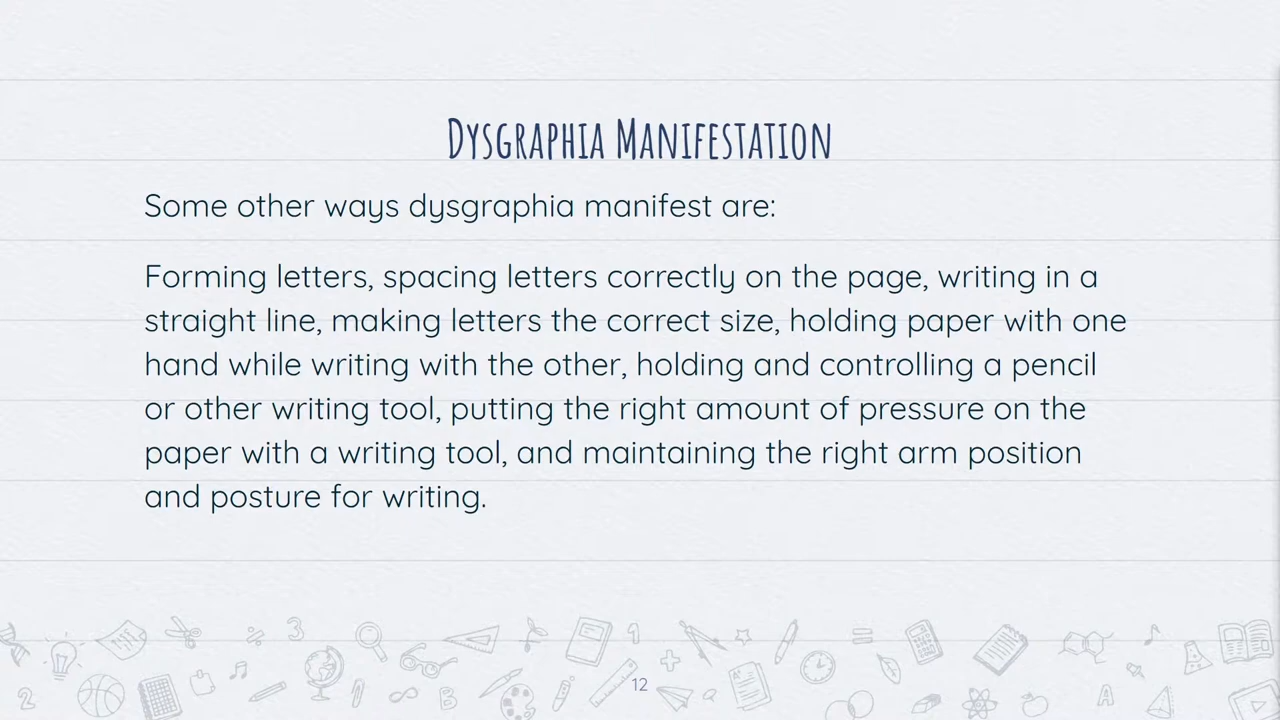 Dysgraphia Manifestation
Some other ways dysgraphia manifest are:
Forming letters, spacing letters correctly on the page, writing in a
straight line, making letters the correct size, holding paper with one
hand while writing with the other, holding and controlling a pencil
or other writing tool, putting the right amount of pressure on the
paper with a writing tool, and maintaining the right arm position
and posture for writing.
3
1
2
B
A
12